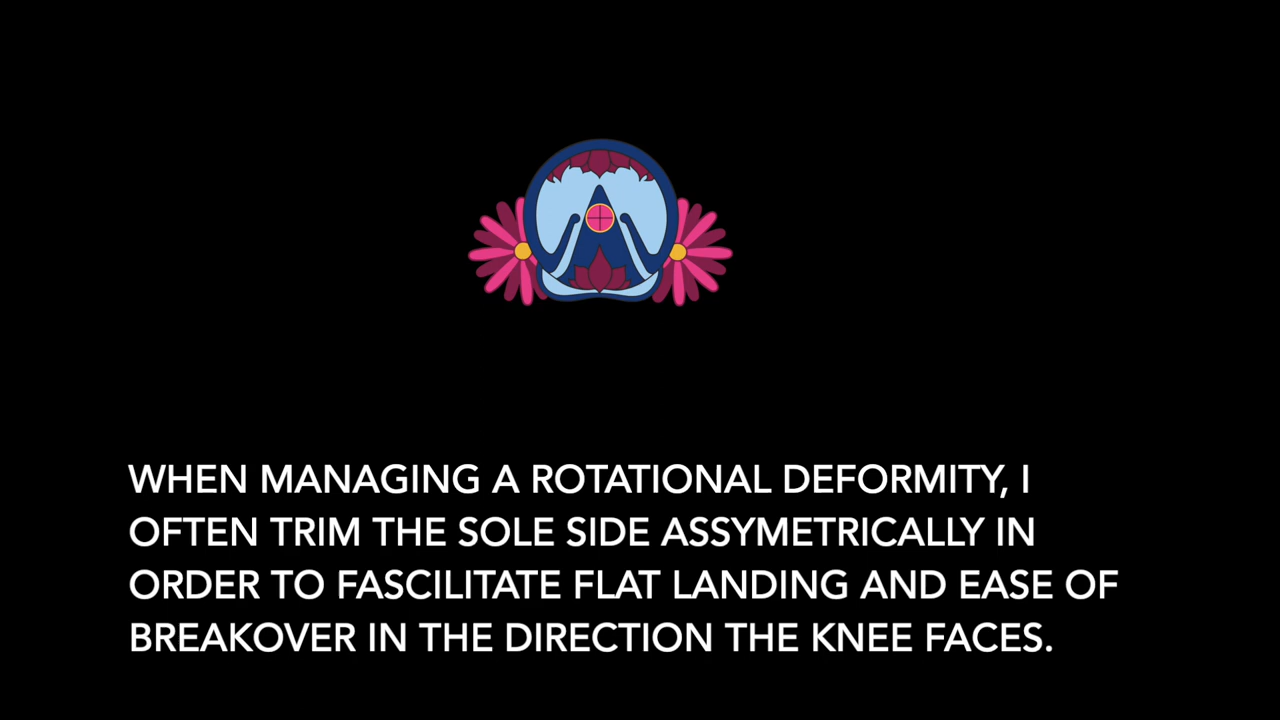 WHEN MANAGING A ROTATIONAL DEFORMITY, I
OFTEN TRIM THE SOLE SIDE ASSYMETRICALLY IN
ORDER TO FASCILITATE FLAT LANDING AND EASE OF
BREAKOVER IN THE DIRECTION THE KNEE FACES.